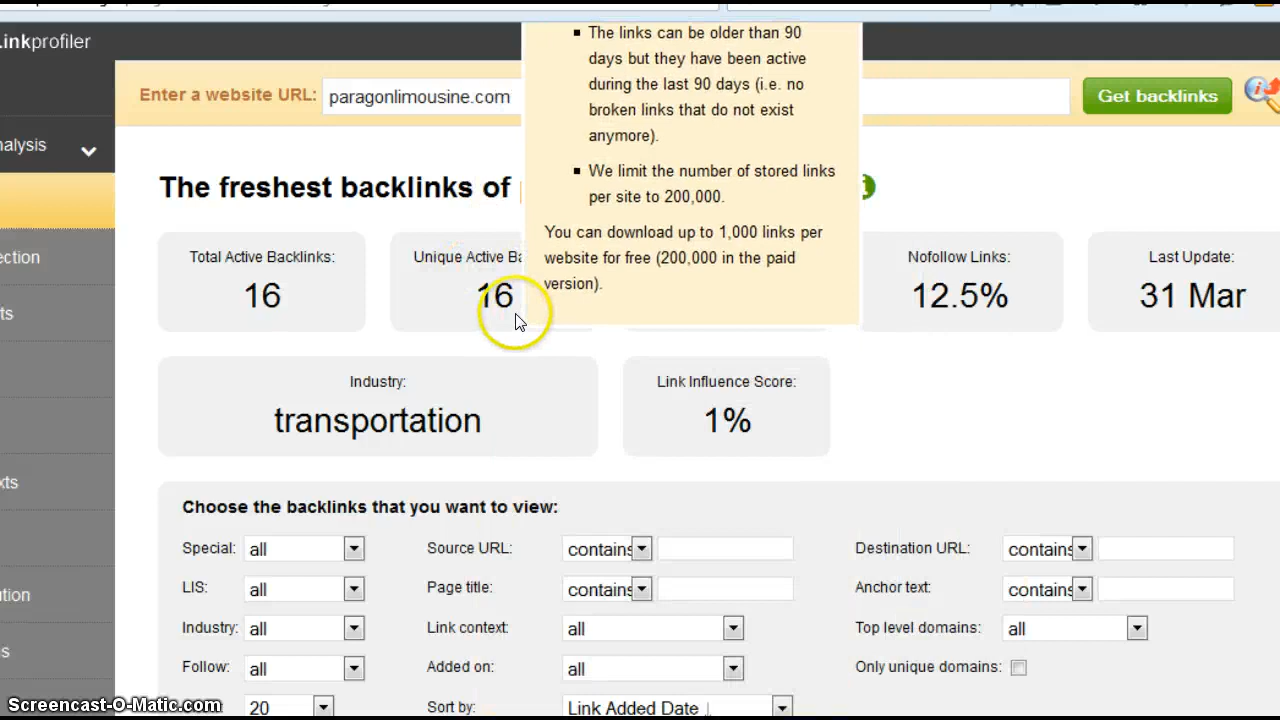 .inkprofiler
The links can be older than 90
days but they have been active
during the last 90 days (i.e. no
broken links that do not exist
anymore).
We limit the number of stored links
per site to 200,000.
You can download up to 1,000 links per
website for free (200,000 in the paid
version).
Enter a website URL:
paragonlimousine.com
Get backlinks
nalysis
ection
ts
xts
ution
s
The freshest backlinks of
Total Active Backlinks:
16
Unique Active Ba
16
Nofollow Links:
12.5%
Last Update:
31 Mar
Industry:
transportation
Link Influence Score:
1%
Choose the backlinks that you want to view:
Special: all
Source URL: contains
Destination URL: contains
LIS: all
Page title: contains
Anchor text: contains
Industry: all
Link context: all
Top level domains: all
Follow: all
Added on: all
Only unique domains:
20
Sort by: Link Added Date
Screencast-O-Matic.com